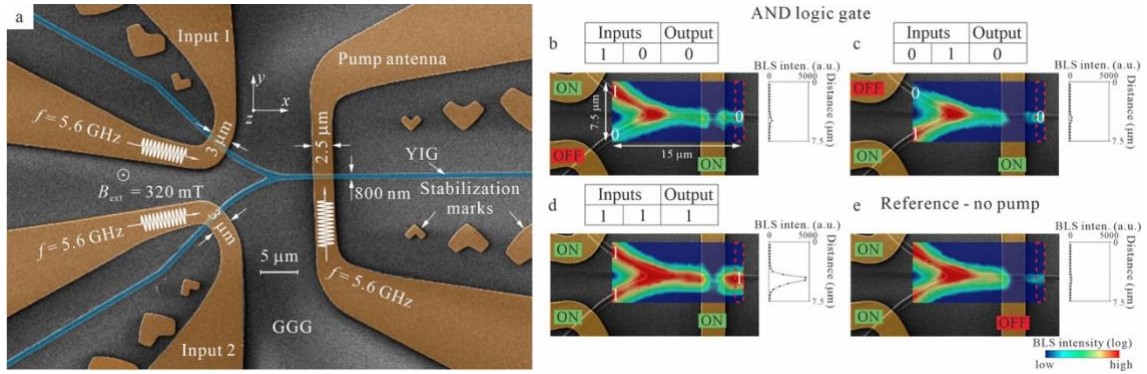 a
Input 1
Pump antenna
y
x
f = 5.6 GHz
3 μm
2.5 μm
YIG
B_ext = 320 mT
800 nm
Stabilization
marks
f = 5.6 GHz
3 μm
5 μm
f = 5.6 GHz
GGG
Input 2
AND logic gate
b
Inputs Output
1 0 0
BLS inten. (a.u.)
0 5000
ON
1
0
7.5 μm
15 μm
0
OFF
ON
0
7.5
Distance (μm)
c
Inputs Output
0 1 0
BLS inten. (a.u.)
0 5000
OFF
0
1
0
ON
ON
0
7.5
Distance (μm)
d
Inputs Output
1 1 1
BLS inten. (a.u.)
0 5000
ON
1
1
1
ON
ON
0
7.5
Distance (μm)
e
Reference - no pump
BLS inten. (a.u.)
0 5000
ON
ON
OFF
0
7.5
Distance (μm)
BLS intensity (log)
low high